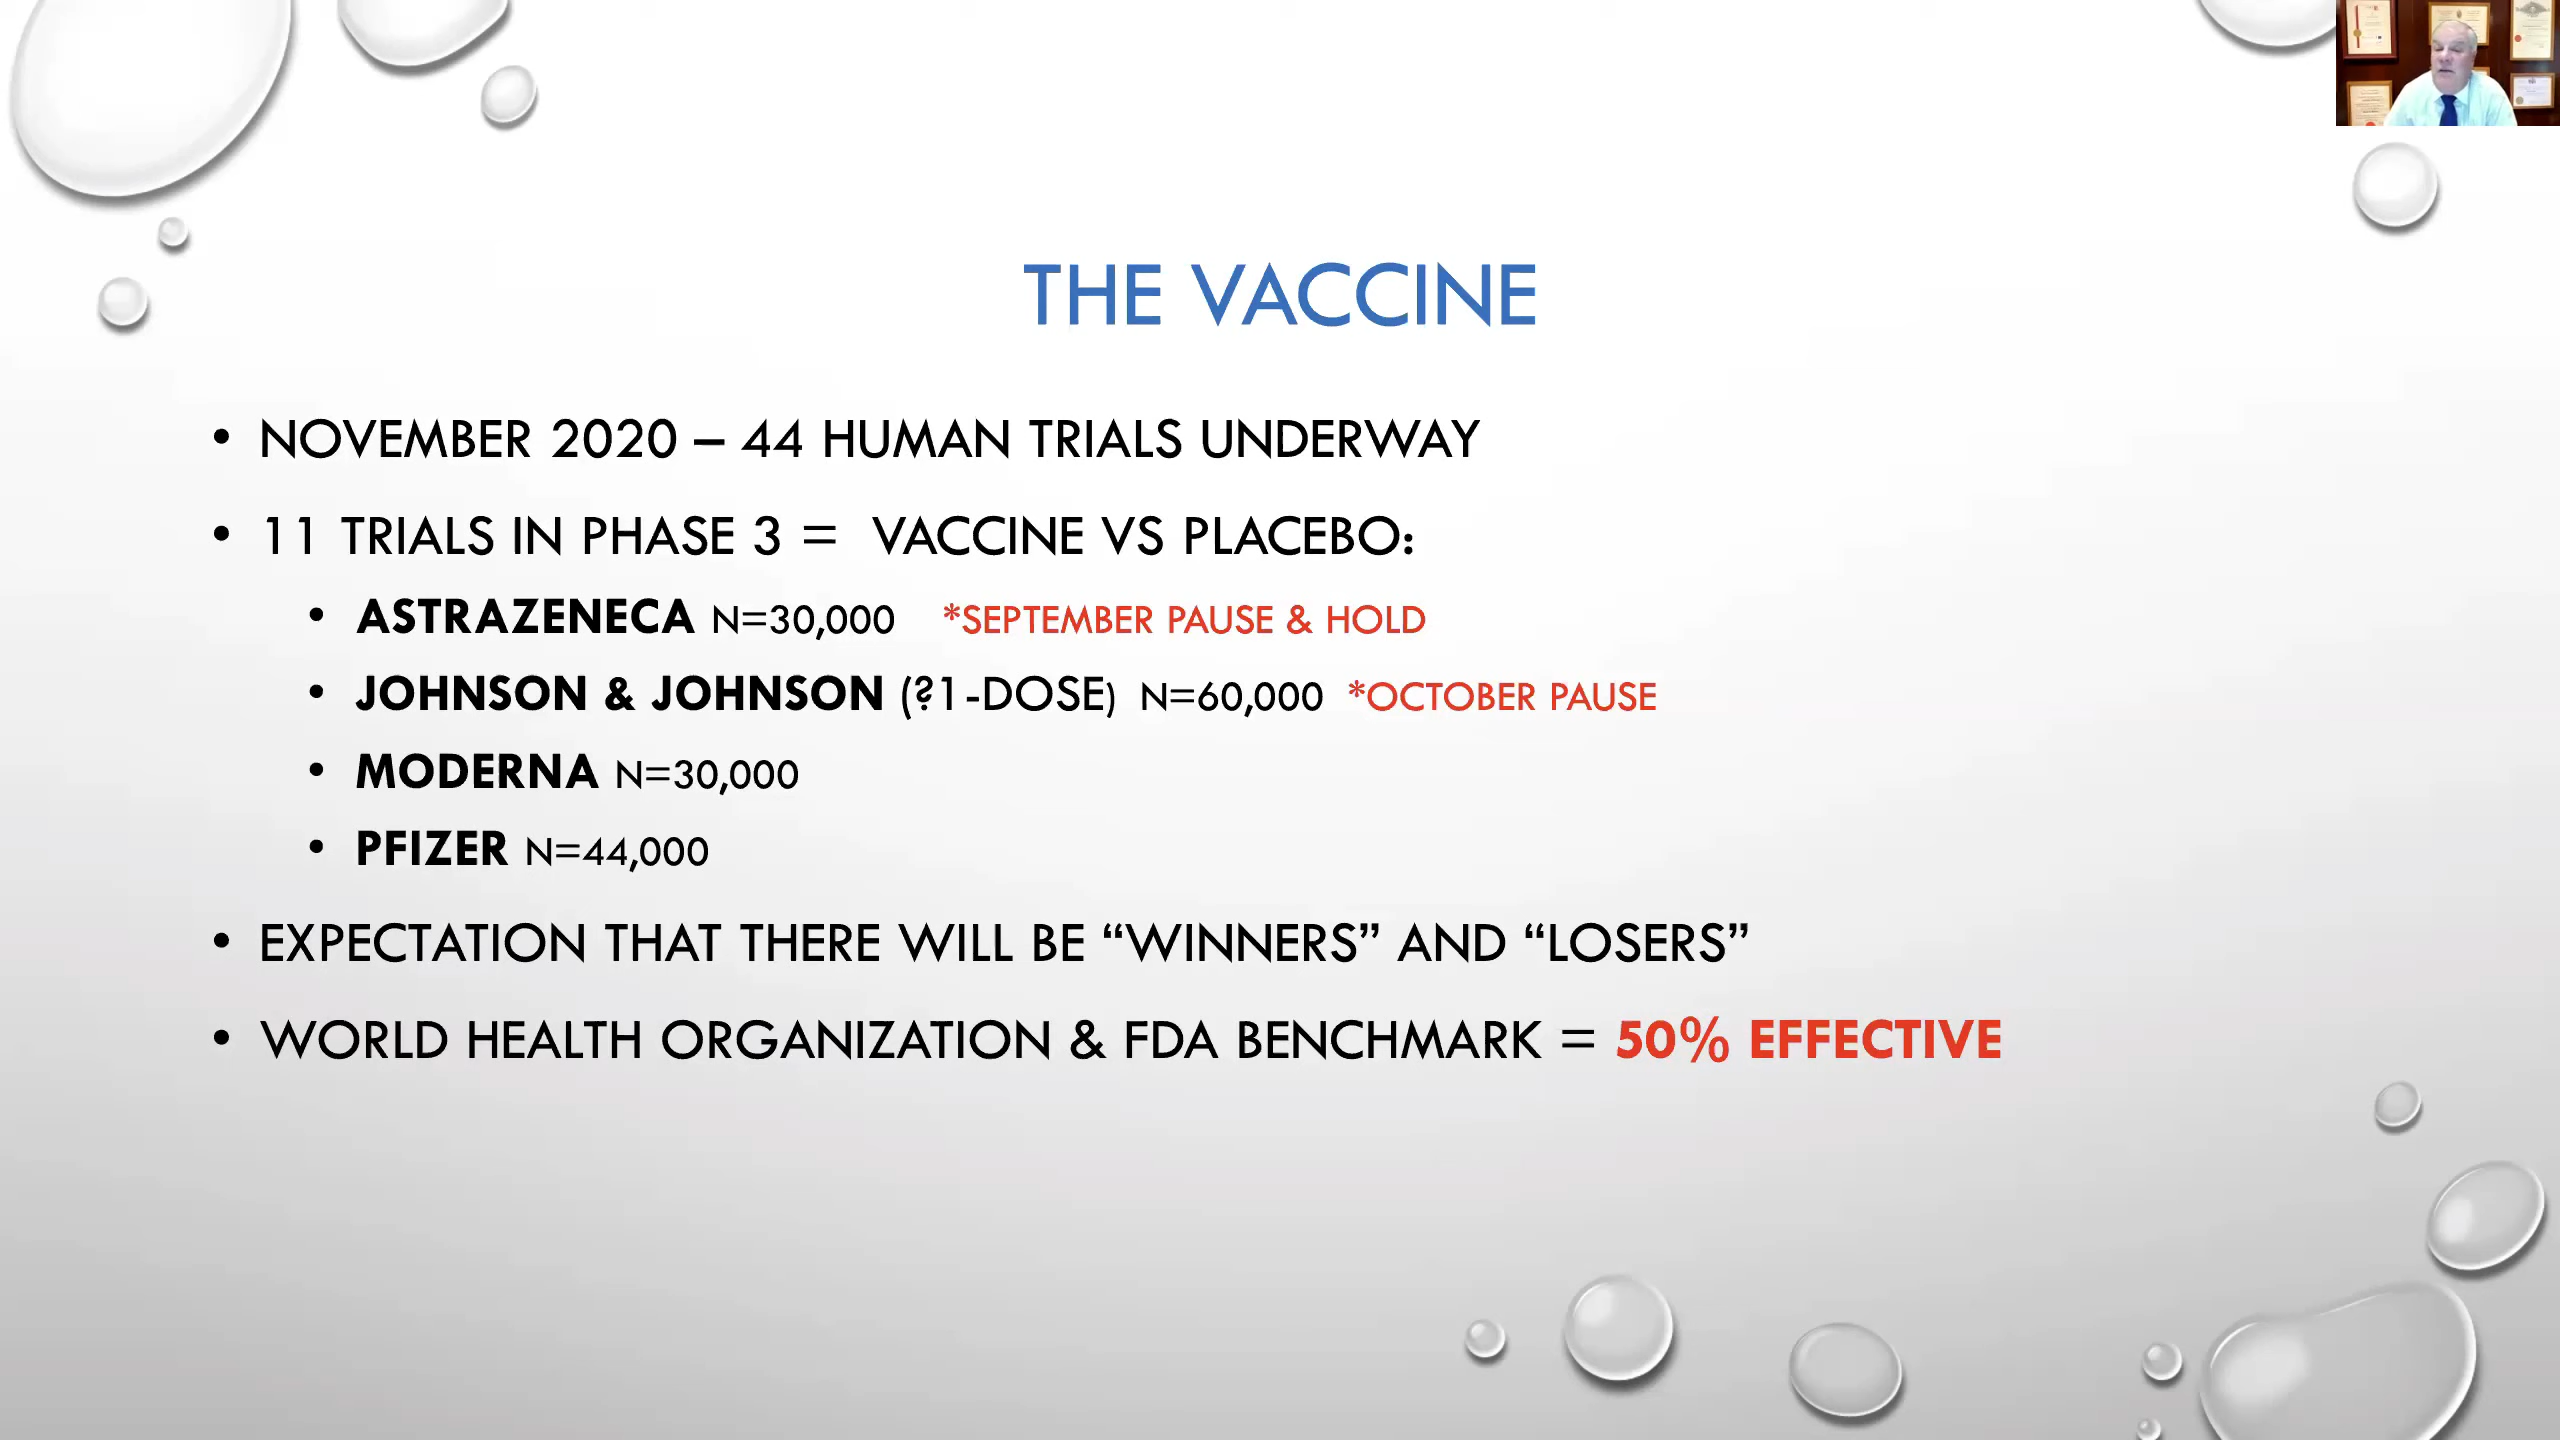 THE VACCINE
• NOVEMBER 2020 – 44 HUMAN TRIALS UNDERWAY
• 11 TRIALS IN PHASE 3 = VACCINE VS PLACEBO:
• ASTRAZENECA N=30,000 *SEPTEMBER PAUSE & HOLD
• JOHNSON & JOHNSON (?1-DOSE) N=60,000 *OCTOBER PAUSE
• MODERNA N=30,000
• PFIZER N=44,000
• EXPECTATION THAT THERE WILL BE “WINNERS” AND “LOSERS”
• WORLD HEALTH ORGANIZATION & FDA BENCHMARK = 50% EFFECTIVE